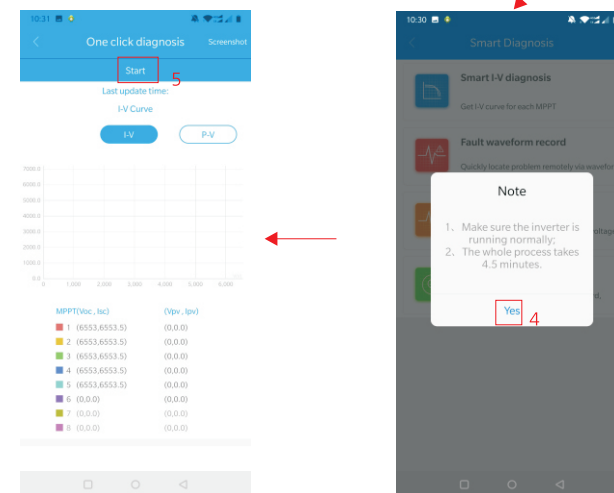 10:31
One click diagnosis
Screenshot
Start
5
Last update time:
I-V Curve
I-V
P-V
7000.0
6000.0
5000.0
4000.0
3000.0
2000.0
1000.0
0.0
0 1,000 2,000 3,000 4,000 5,000 6,000
MPPT(Voc , Isc) (Vpv , Ipv)
1 (6553,6553.5) (0,0.0)
2 (6553,6553.5) (0,0.0)
3 (6553,6553.5) (0,0.0)
4 (6553,6553.5) (0,0.0)
5 (6553,6553.5) (0,0.0)
6 (0,0.0) (0,0.0)
7 (0,0.0) (0,0.0)
8 (0,0.0) (0,0.0)
10:30
Smart Diagnosis
Smart I-V diagnosis
Get I-V curve for each MPPT
Fault waveform record
Quickly locate problem remotely via
Note
1. Make sure the inverter is
running normally;
2. The whole process takes
4.5 minutes.
Yes
4